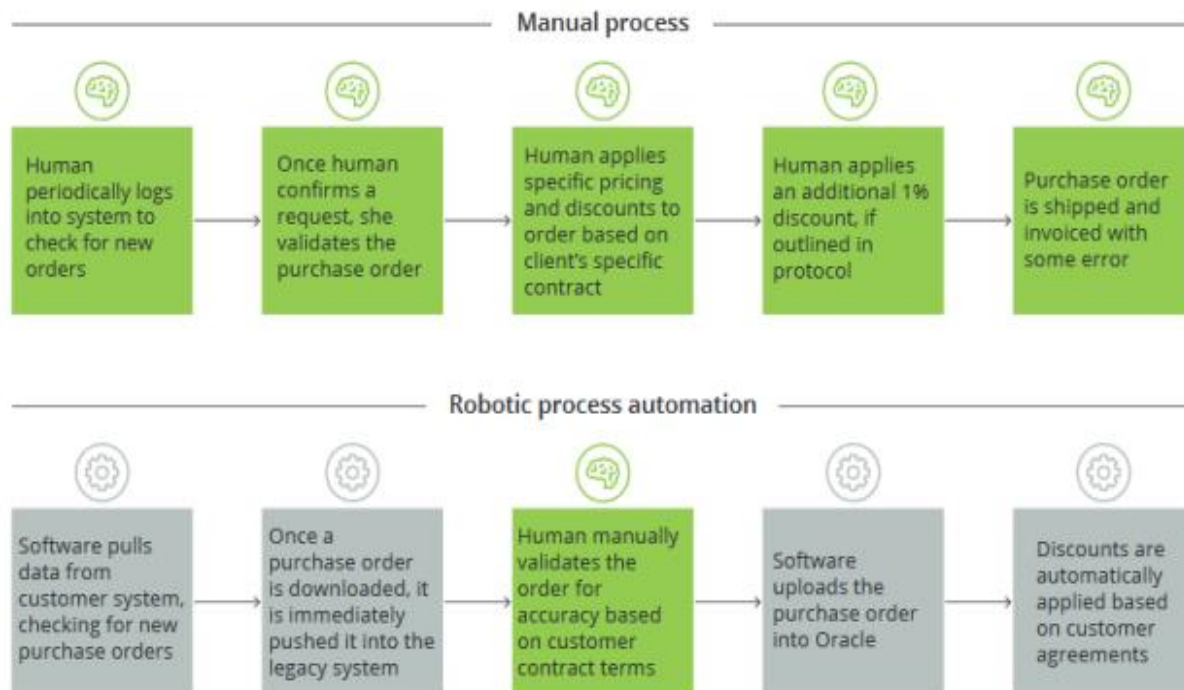 Manual process
Human
periodically logs
into system to
check for new
orders
Once human
confirms a
request, she
validates the
purchase order
Human applies
specific pricing
and discounts to
order based on
client's specific
contract
Human applies
an additional 1%
discount, if
outlined in
protocol
Purchase order
is shipped and
invoiced with
some error
Robotic process automation
Software pulls
data from
customer system,
checking for new
purchase orders
Once a
purchase order
is downloaded, it
is immediately
pushed it into the
legacy system
Human manually
validates the
order for
accuracy based
on customer
contract terms
Software
uploads the
purchase order
into Oracle
Discounts are
automatically
applied based
on customer
agreements